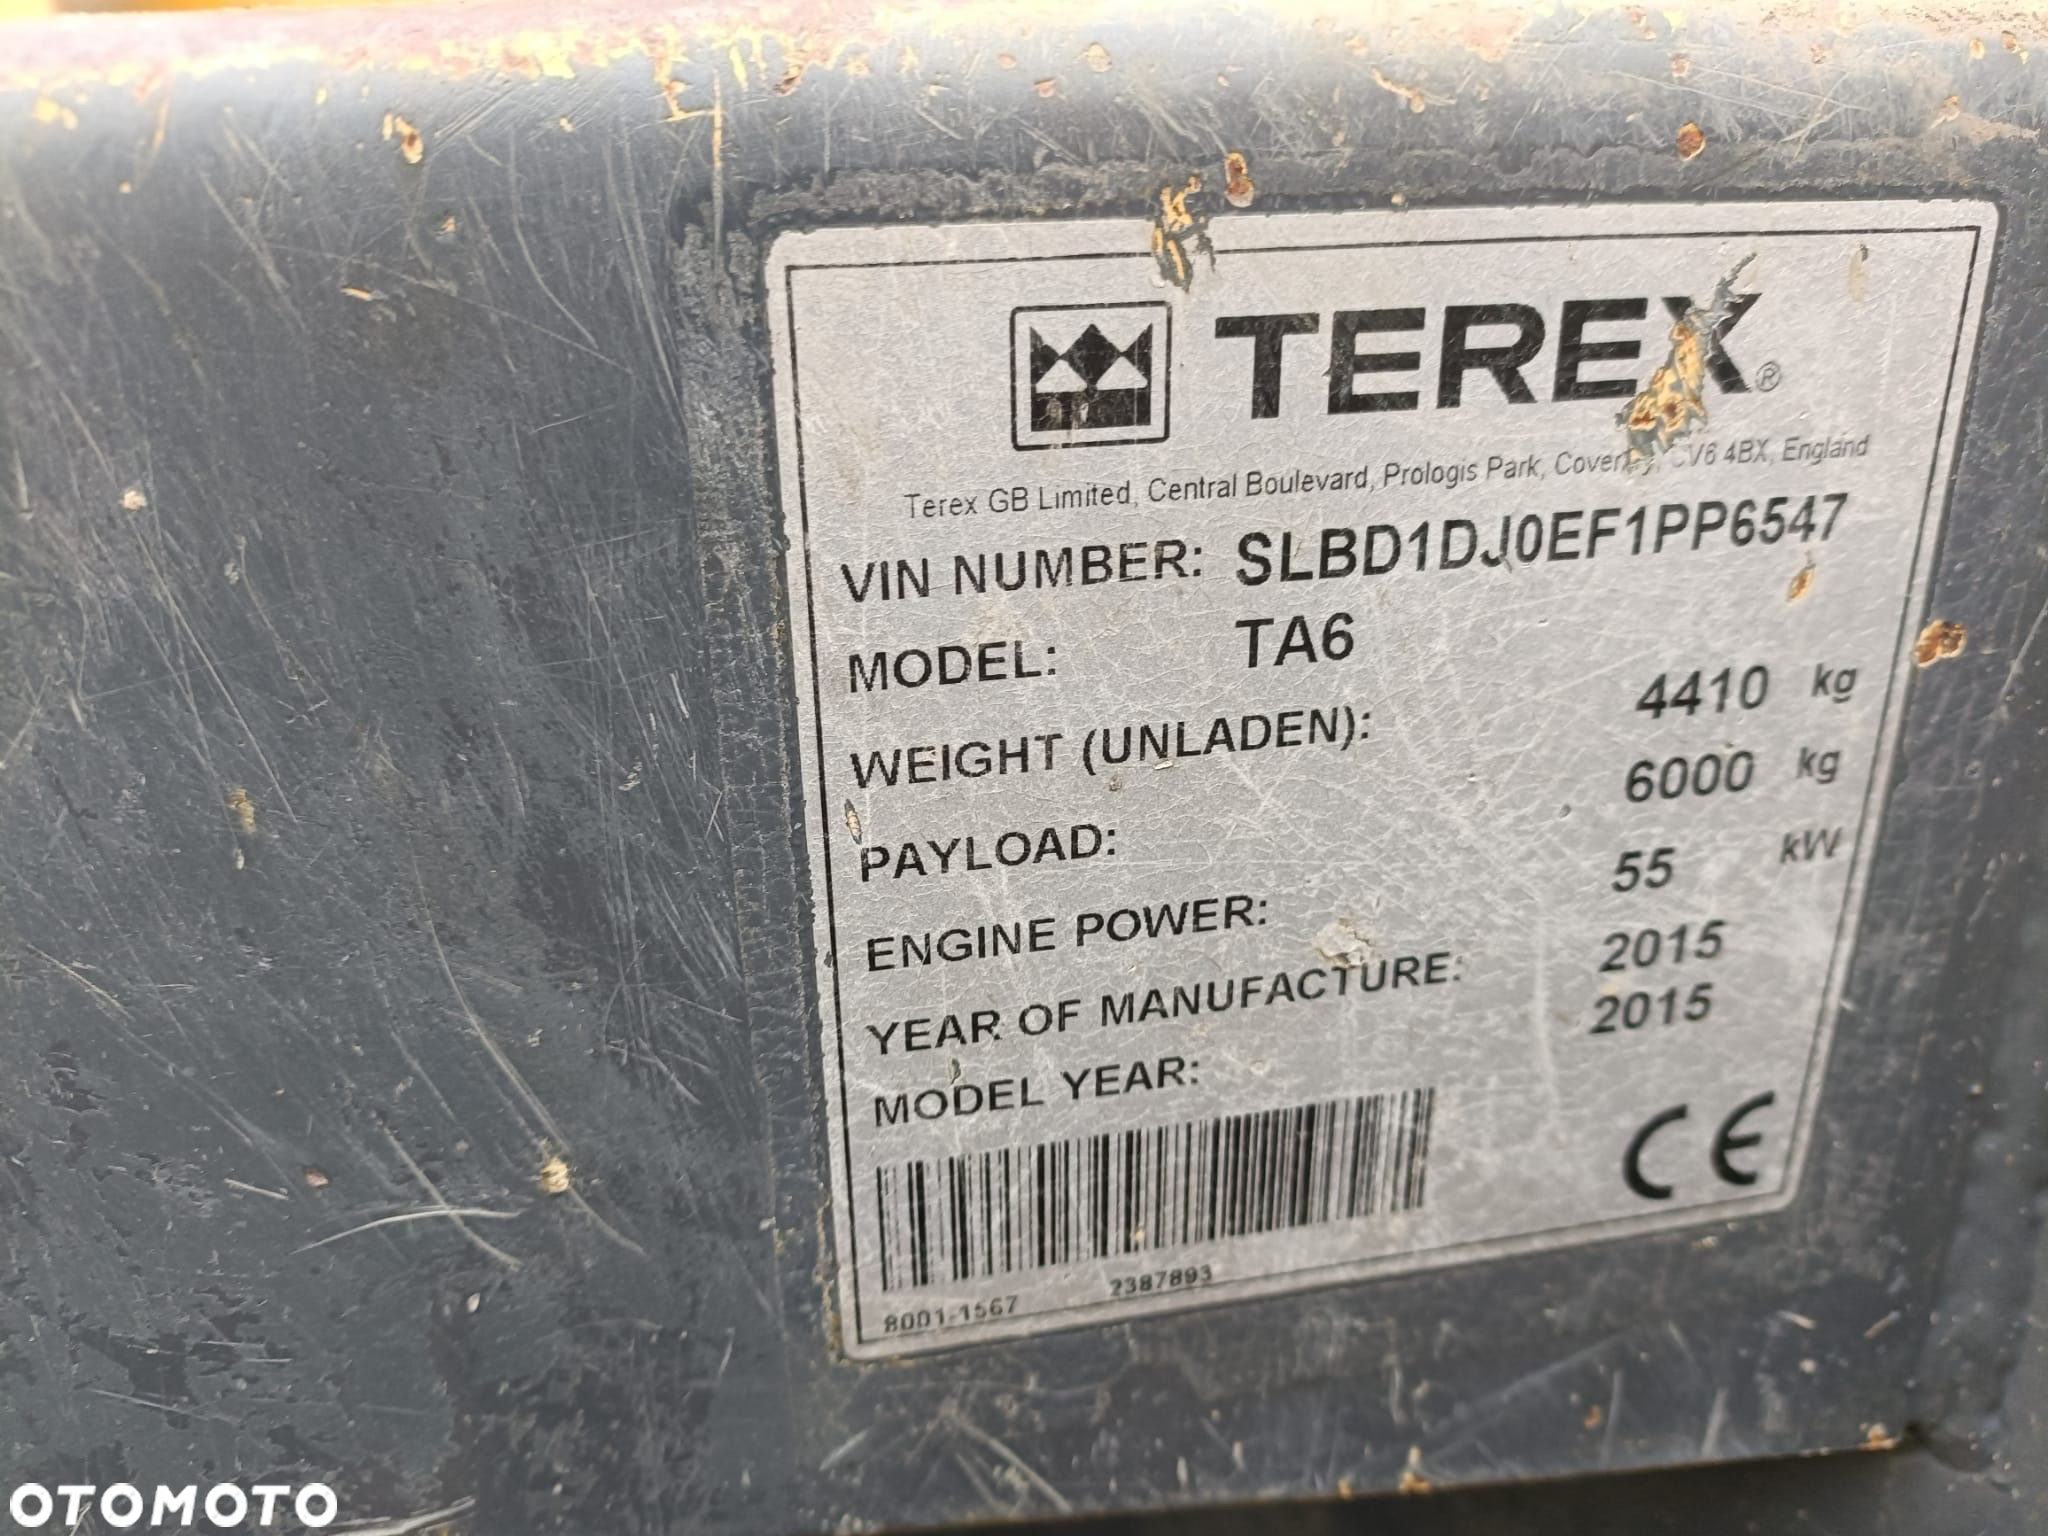 TEREX®
Terex GB Limited, Central Boulevard, Prologis Park, Coventry, CV6 4BX, England
VIN NUMBER: SLBD1DJ0EF1PP6547
MODEL: TA6
WEIGHT (UNLADEN): 4410 kg
PAYLOAD: 6000 kg
ENGINE POWER: 55 kW
YEAR OF MANUFACTURE: 2015
MODEL YEAR: 2015
CE
8001-1567 2387893
OTOMOTO